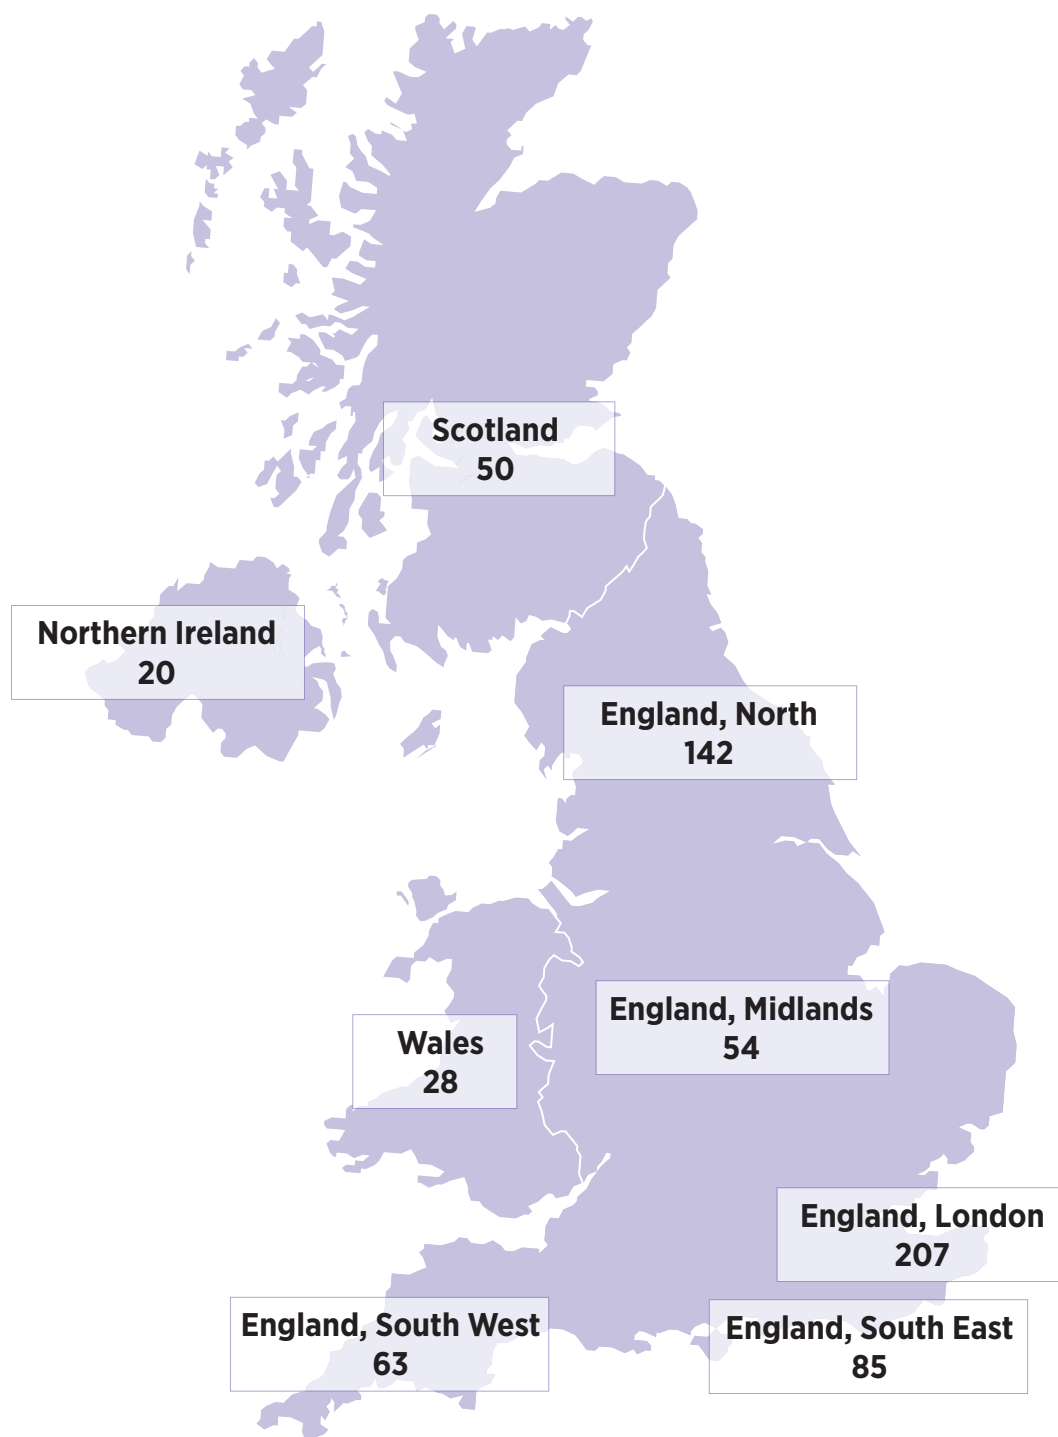 Scotland
50
Northern Ireland
20
England, North
142
England, Midlands
54
Wales
28
England, London
207
England, South West
63
England, South East
85